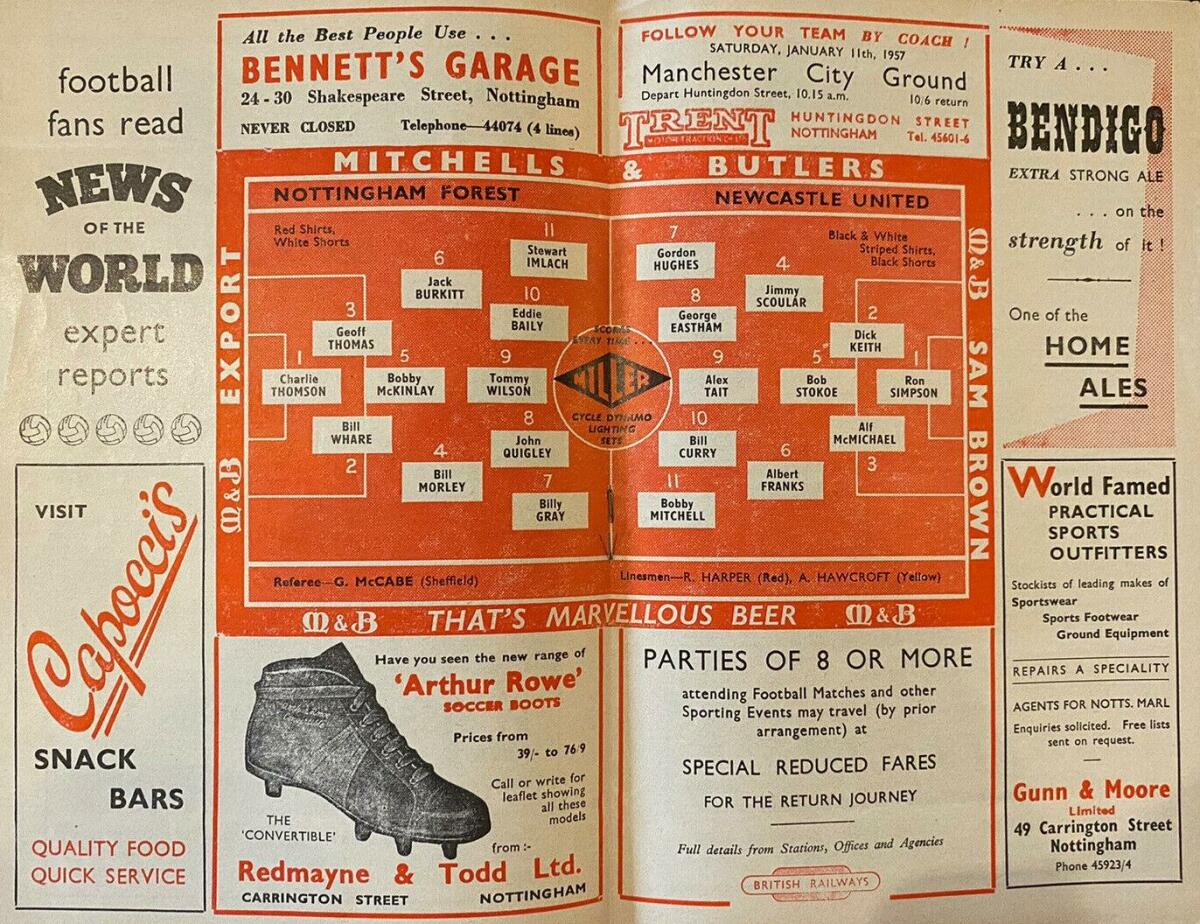 football
fans read
NEWS
OF THE
WORLD
expert
reports
VISIT
Capocci's
SNACK
BARS
QUALITY FOOD
QUICK SERVICE
All the Best People Use . . .
BENNETT'S GARAGE
24 - 30 Shakespeare Street, Nottingham
NEVER CLOSED Telephone—44074 (4 lines)
FOLLOW YOUR TEAM BY COACH !
SATURDAY, JANUARY 11th, 1957
Manchester City Ground
Depart Huntingdon Street, 10.15 a.m. 10/6 return
TRENT
MOTOR TRACTION CO. LTD.
HUNTINGDON STREET
NOTTINGHAM Tel. 45601-6
MITCHELLS & BUTLERS
M&B EXPORT
NOTTINGHAM FOREST
Red Shirts,
White Shorts
1
Charlie
THOMSON
3
Geoff
THOMAS
Bill
WHARE
2
6
Jack
BURKITT
5
Bobby
McKINLAY
4
Bill
MORLEY
11
Stewart
IMLACH
10
Eddie
BAILY
9
Tommy
WILSON
8
John
QUIGLEY
7
Billy
GRAY
SCORES
EVERY TIME . . .
MILLER
CYCLE DYNAMO
LIGHTING
SETS
NEWCASTLE UNITED
Black & White
Striped Shirts,
Black Shorts
7
Gordon
HUGHES
8
George
EASTHAM
9
Alex
TAIT
10
Bill
CURRY
11
Bobby
MITCHELL
4
Jimmy
SCOULAR
5
Bob
STOKOE
6
Albert
FRANKS
2
Dick
KEITH
Alf
McMICHAEL
3
1
Ron
SIMPSON
M&B SAM BROWN
Referee—G. McCABE (Sheffield)
Linesmen—R. HARPER (Red), A. HAWCROFT (Yellow)
M&B THAT'S MARVELLOUS BEER M&B
Have you seen the new range of
'Arthur Rowe'
SOCCER BOOTS
Prices from
39/- to 76/9
Call or write for
leaflet showing
all these
models
THE
'CONVERTIBLE'
from :-
Redmayne & Todd Ltd.
CARRINGTON STREET NOTTINGHAM
PARTIES OF 8 OR MORE
attending Football Matches and other
Sporting Events may travel (by prior
arrangement) at
SPECIAL REDUCED FARES
FOR THE RETURN JOURNEY
Full details from Stations, Offices and Agencies
BRITISH RAILWAYS
TRY A . . .
BENDIGO
EXTRA STRONG ALE
. . . on the
strength of it !
One of the
HOME
ALES
World Famed
PRACTICAL
SPORTS
OUTFITTERS
Stockists of leading makes of
Sportswear
Sports Footwear
Ground Equipment
REPAIRS A SPECIALITY
AGENTS FOR NOTTS. MARL
Enquiries solicited. Free lists
sent on request.
Gunn & Moore
Limited
49 Carrington Street
Nottingham
Phone 45923/4